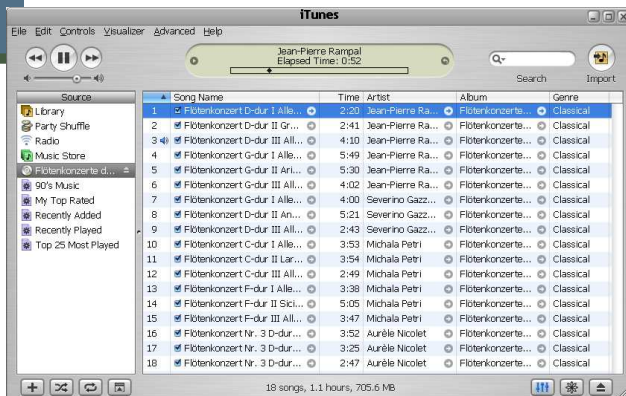 iTunes
File Edit Controls Visualizer Advanced Help
Jean-Pierre Rampal
Elapsed Time: 0:52
Search
Import
Source
Library
Party Shuffle
Radio
Music Store
Flötenkonzerte d...
90's Music
My Top Rated
Recently Added
Recently Played
Top 25 Most Played
Song Name Time Artist Album Genre
1 Flötenkonzert D-dur I Alle... 2:20 Jean-Pierre Ra... Flötenkonzerte... Classical
2 Flötenkonzert D-dur II Gr... 2:41 Jean-Pierre Ra... Flötenkonzerte... Classical
3 Flötenkonzert D-dur III All... 4:10 Jean-Pierre Ra... Flötenkonzerte... Classical
4 Flötenkonzert G-dur I Alle... 5:49 Jean-Pierre Ra... Flötenkonzerte... Classical
5 Flötenkonzert G-dur II Ari... 5:30 Jean-Pierre Ra... Flötenkonzerte... Classical
6 Flötenkonzert G-dur III All... 4:02 Jean-Pierre Ra... Flötenkonzerte... Classical
7 Flötenkonzert G-dur I Alle... 4:00 Severino Gazz... Flötenkonzerte... Classical
8 Flötenkonzert D-dur II An... 5:21 Severino Gazz... Flötenkonzerte... Classical
9 Flötenkonzert D-dur III All... 2:43 Severino Gazz... Flötenkonzerte... Classical
10 Flötenkonzert C-dur I Alle... 3:53 Michala Petri Flötenkonzerte... Classical
11 Flötenkonzert C-dur II Lar... 3:54 Michala Petri Flötenkonzerte... Classical
12 Flötenkonzert C-dur III All... 2:49 Michala Petri Flötenkonzerte... Classical
13 Flötenkonzert F-dur I Alle... 3:38 Michala Petri Flötenkonzerte... Classical
14 Flötenkonzert F-dur II Sici... 5:05 Michala Petri Flötenkonzerte... Classical
15 Flötenkonzert F-dur III All... 3:47 Michala Petri Flötenkonzerte... Classical
16 Flötenkonzert Nr. 3 D-dur... 3:52 Aurèle Nicolet Flötenkonzerte... Classical
17 Flötenkonzert Nr. 3 D-dur... 3:25 Aurèle Nicolet Flötenkonzerte... Classical
18 Flötenkonzert Nr. 3 D-dur... 2:47 Aurèle Nicolet Flötenkonzerte... Classical
18 songs, 1.1 hours, 705.6 MB